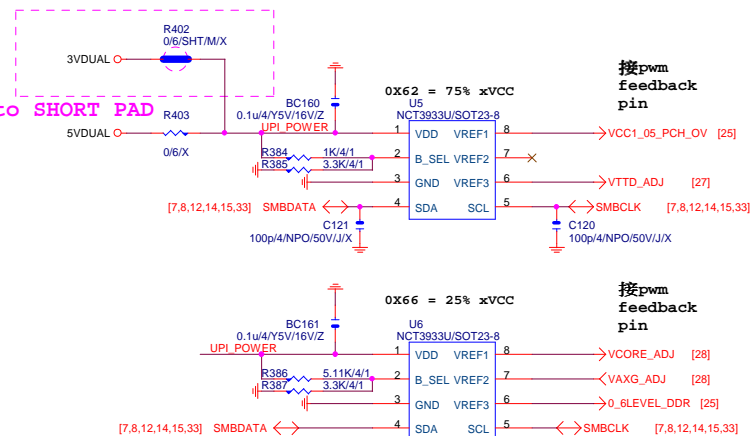 R402
0/6/SHT/M/X
3VDUAL
to SHORT PAD
R403
5VDUAL
0/6/X
BC160
0.1u/4/Y5V/16V/Z
UPI_POWER
0X62 = 75% xVCC
U5
NCT3933U/SOT23-8
接pwm
feedback
pin
1 VDD VREF1 8
VCC1_05_PCH_OV [25]
R384 1K/4/1
R385 3.3K/4/1
2 B_SEL VREF2 7
3 GND VREF3 6
VTTD_ADJ [27]
[7,8,12,14,15,33] SMBDATA
4 SDA SCL 5
SMBCLK [7,8,12,14,15,33]
C121
100p/4/NPO/50V/J/X
C120
100p/4/NPO/50V/J/X
BC161
0.1u/4/Y5V/16V/Z
UPI_POWER
0X66 = 25% xVCC
U6
NCT3933U/SOT23-8
接pwm
feedback
pin
1 VDD VREF1 8
VCORE_ADJ [28]
R386 5.11K/4/1
R387 3.3K/4/1
2 B_SEL VREF2 7
VAXG_ADJ [28]
3 GND VREF3 6
0_6LEVEL_DDR [25]
[7,8,12,14,15,33] SMBDATA
4 SDA SCL 5
SMBCLK [7,8,12,14,15,33]